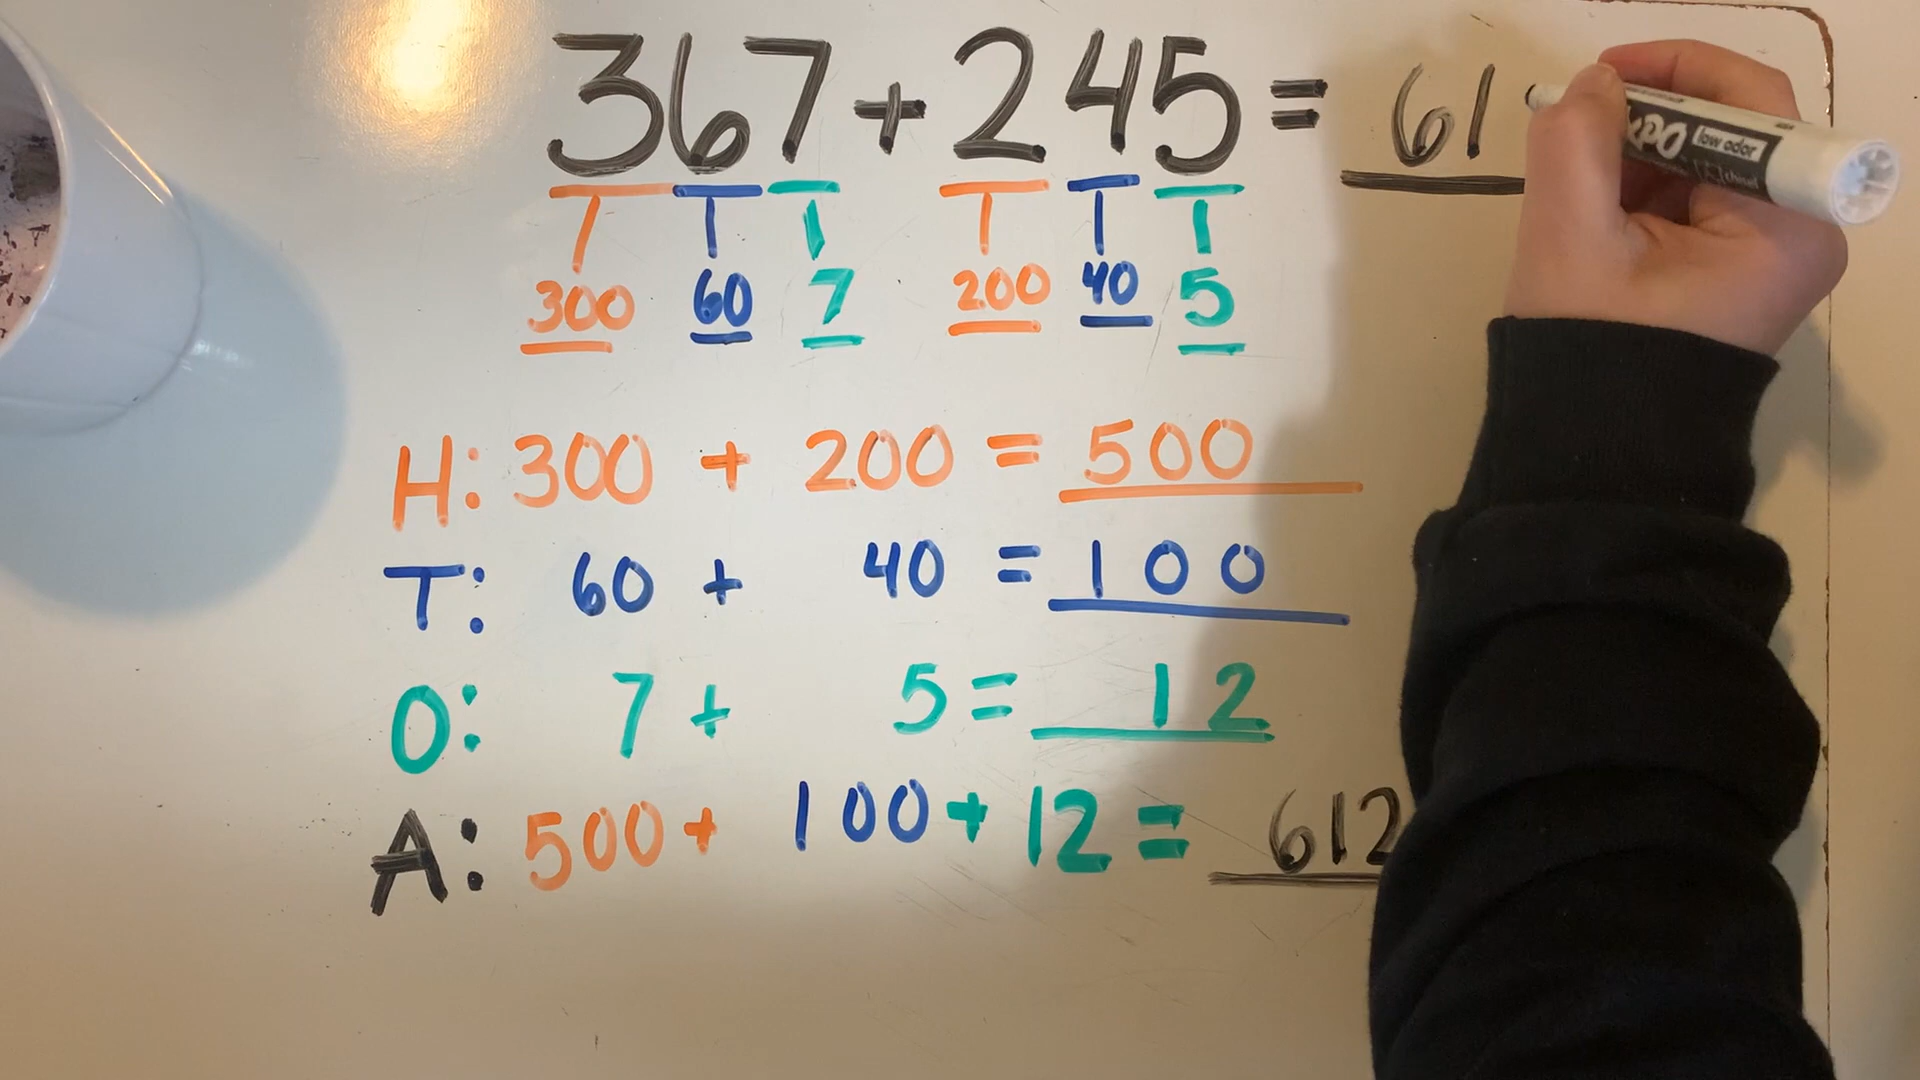 367 + 245 = 61
300 60 7 200 40 5
H: 300 + 200 = 500
T: 60 + 40 = 100
O: 7 + 5 = 12
A: 500 + 100 + 12 = 612
low odor
chisel